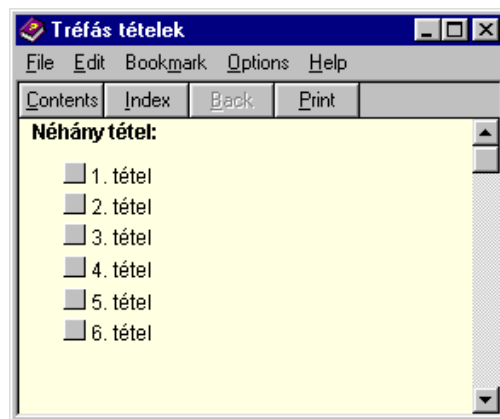 Tréfás tételek
File Edit Bookmark Options Help
Contents Index Back Print
Néhány tétel:
1. tétel
2. tétel
3. tétel
4. tétel
5. tétel
6. tétel